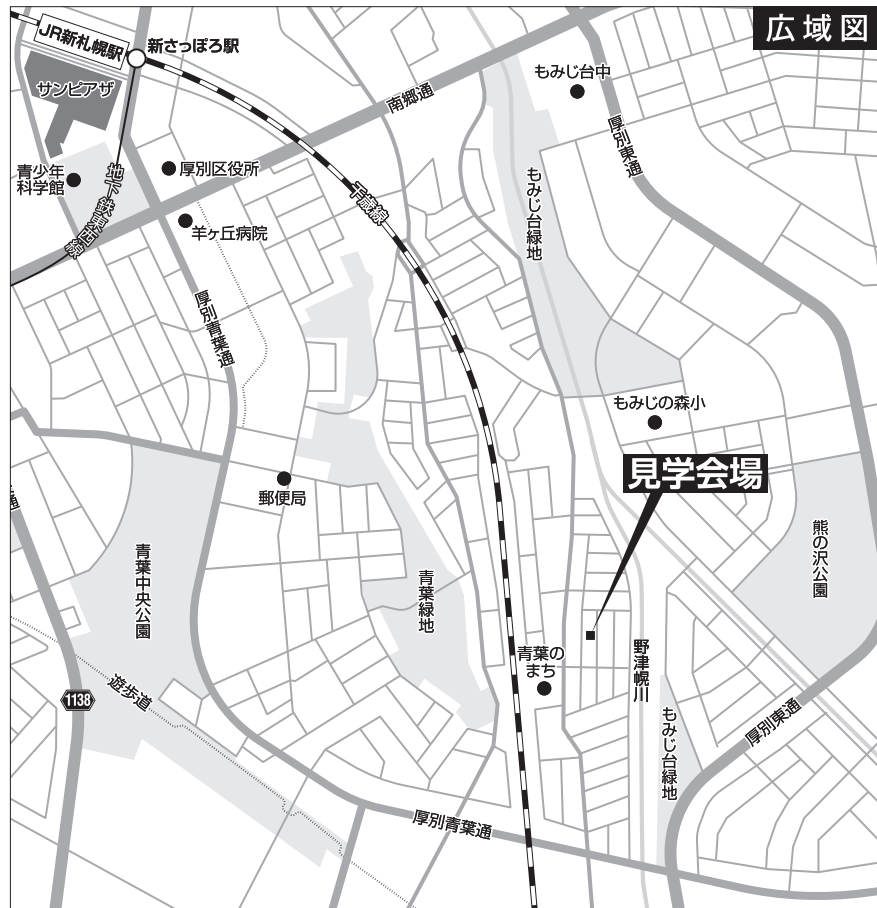 広域図
JR新札幌駅
新さっぽろ駅
サンピアザ
もみじ台中
南郷通
厚別東通
青少年
科学館
地下鉄東西線
厚別区役所
羊ヶ丘病院
千歳線
もみじ台緑地
厚別青葉通
もみじの森小
見学会場
郵便局
通
熊の沢公園
青葉中央公園
青葉緑地
青葉の
まち
野津幌川
1138
遊歩道
もみじ台緑地
厚別東通
厚別青葉通